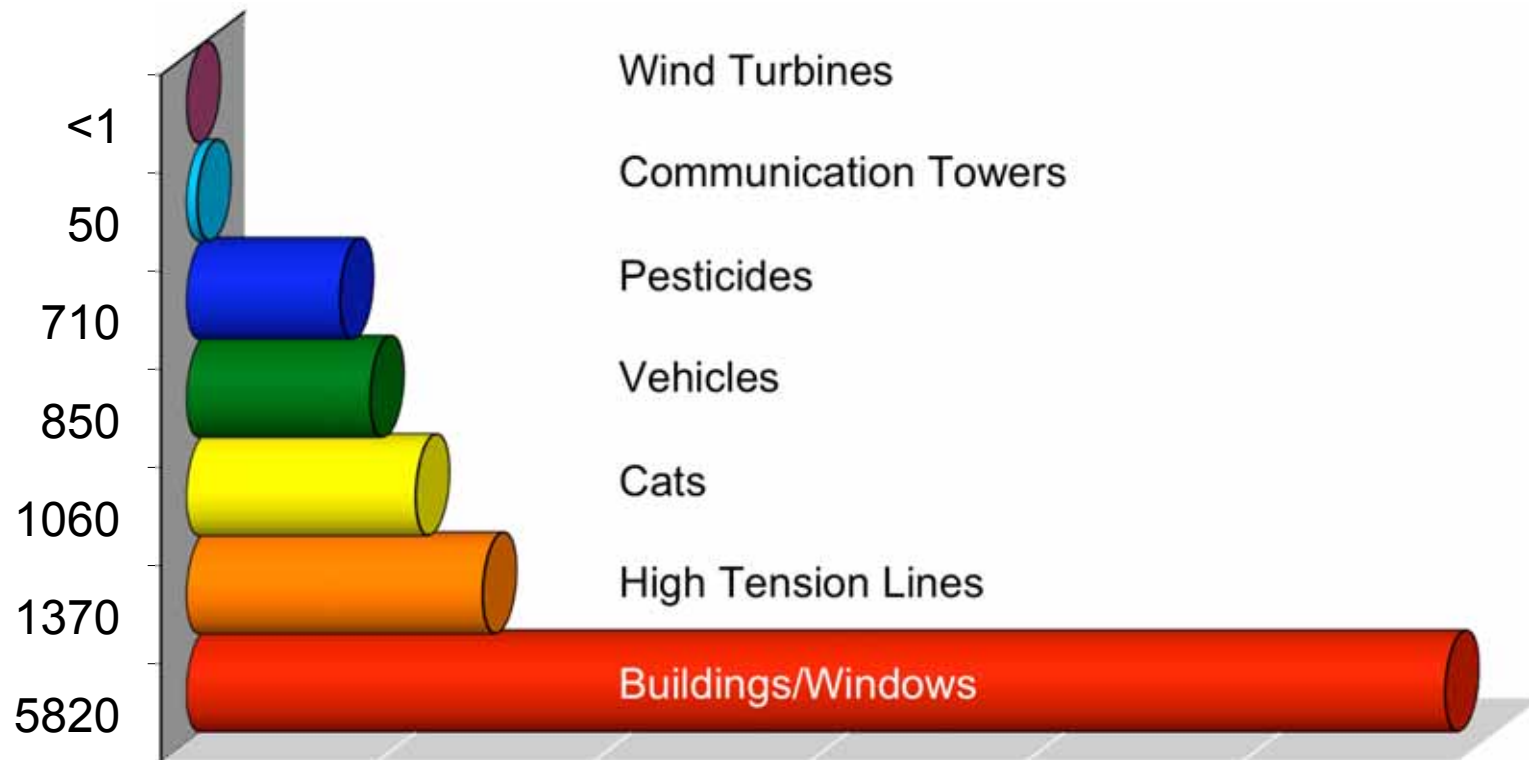 Wind Turbines
<1
Communication Towers
50
Pesticides
710
Vehicles
850
Cats
1060
High Tension Lines
1370
Buildings/Windows
5820